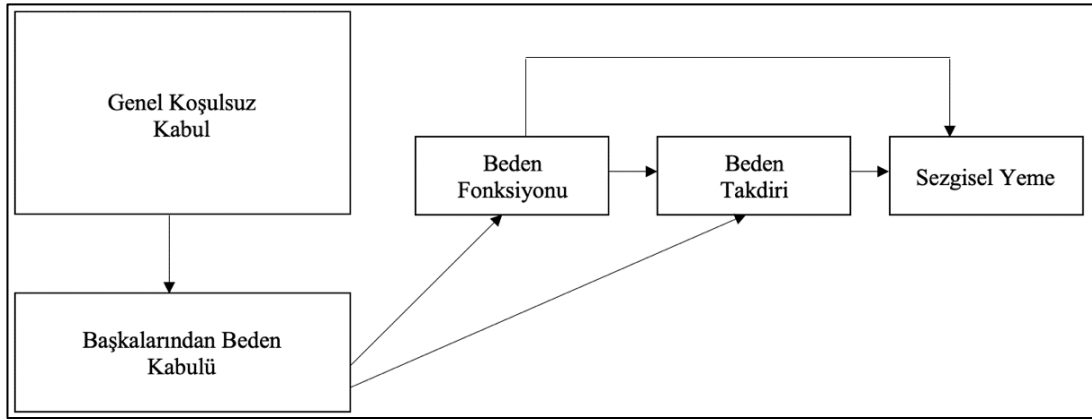 Genel Koşulsuz
Kabul
Beden
Fonksiyonu
Beden
Takdiri
Sezgisel Yeme
Başkalarından Beden
Kabulü